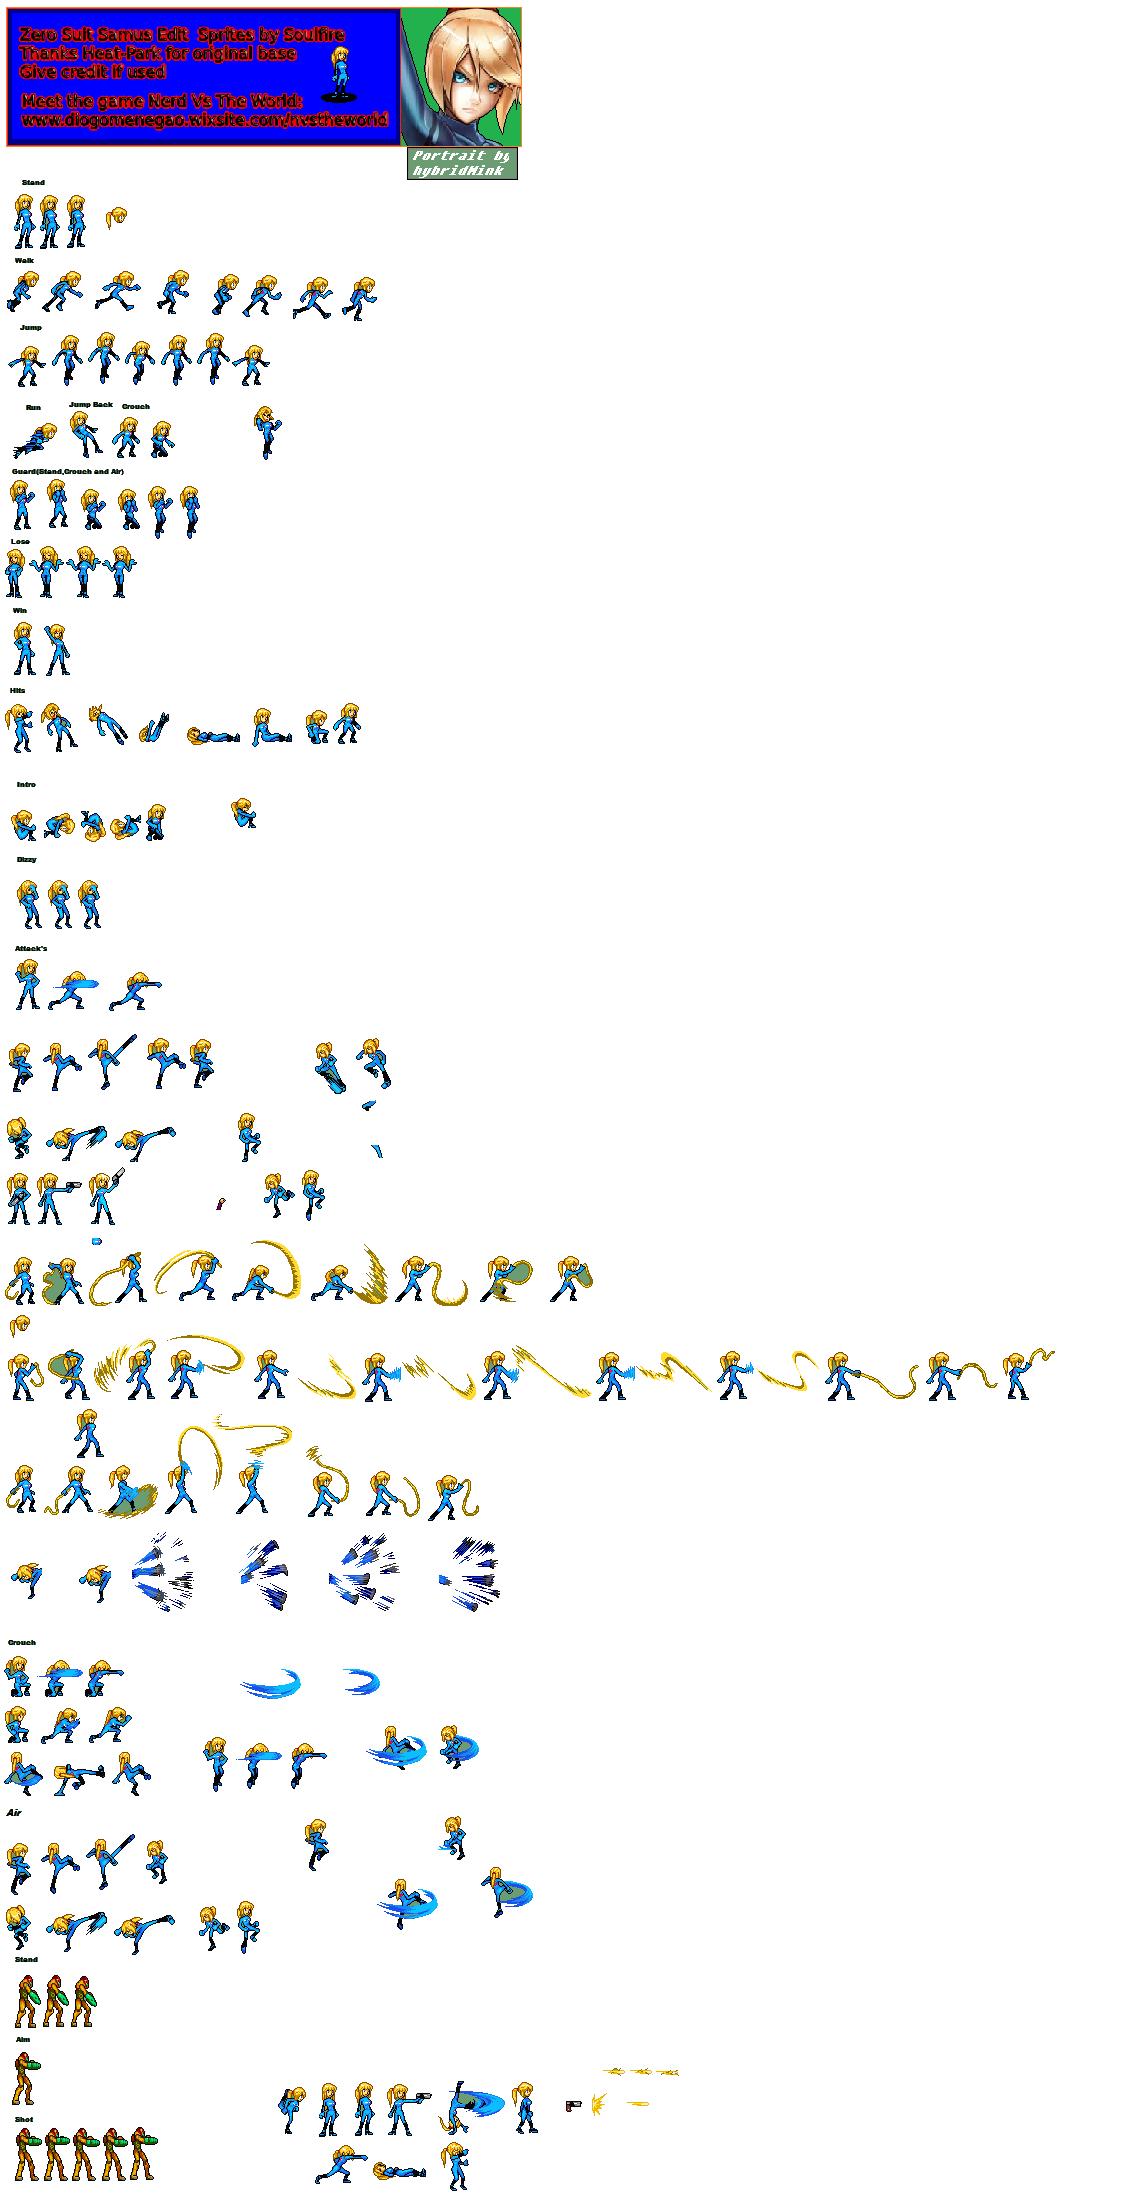 Zero Suit Samus Edit Sprites by Soulfire
Thanks Heat-Park for original base
Give credit if used
Meet the game Nerd Vs The World:
www.diogomenegao.wixsite.com/nvstheworld
Portrait by
hybridMink
Stand
Walk
Jump
Run
Jump Back
Crouch
Guard(Stand,Crouch and Air)
Lose
Win
Hits
Intro
Dizzy
Attack's
Crouch
Air
Stand
Aim
Shot